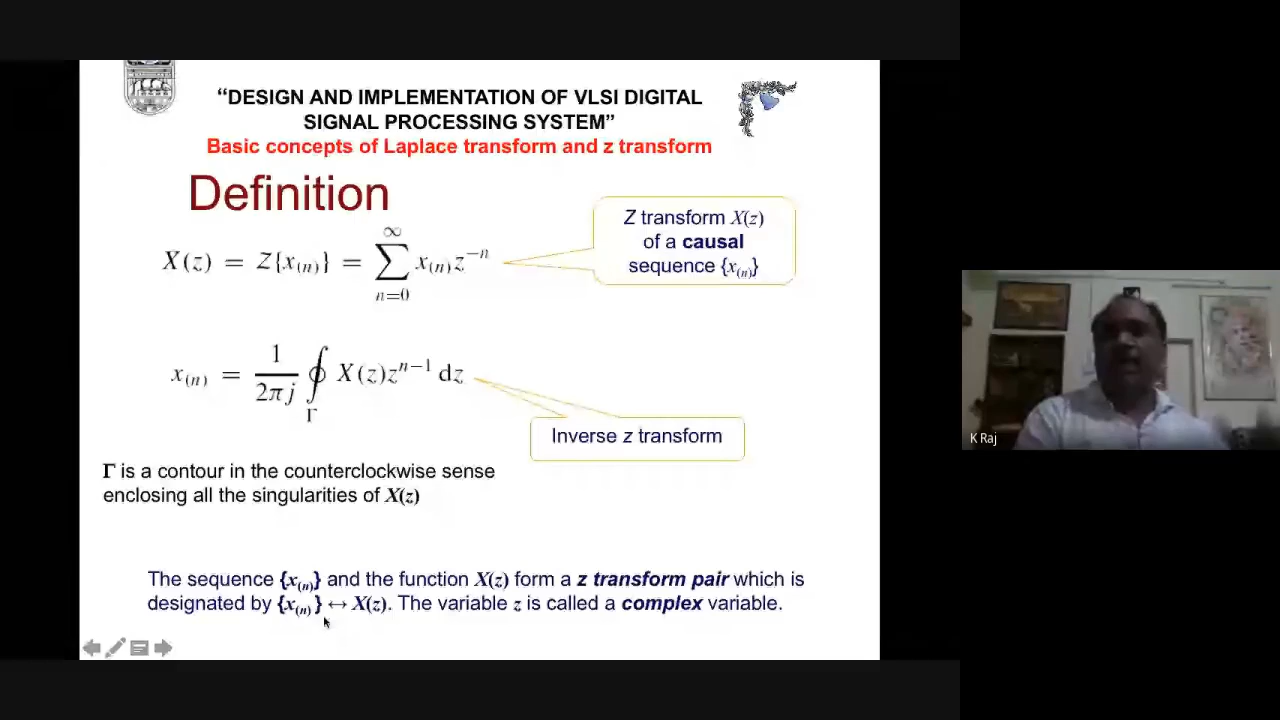 “DESIGN AND IMPLEMENTATION OF VLSI DIGITAL
SIGNAL PROCESSING SYSTEM”
Basic concepts of Laplace transform and z transform
Definition
X(z) = Z{x(n)} = ∑_{n=0}^{∞} x(n) z^{−n}
Z transform X(z)
of a causal
sequence {x(n)}
x(n) = 1/(2πj) ∮_Γ X(z)z^{n−1} dz
Inverse z transform
Γ is a contour in the counterclockwise sense
enclosing all the singularities of X(z)
The sequence {x(n)} and the function X(z) form a z transform pair which is
designated by {x(n) } ↔ X(z). The variable z is called a complex variable.
K Raj